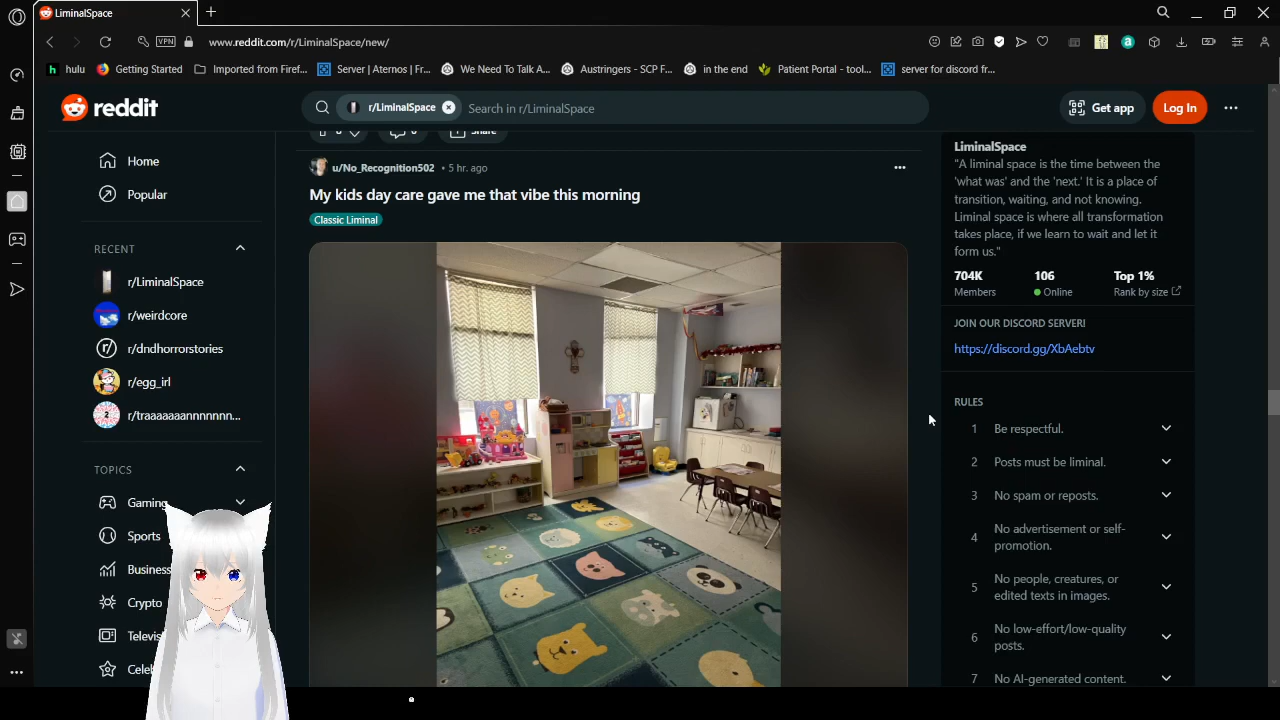 LiminalSpace
www.reddit.com/r/LiminalSpace/new/
VPN
hulu
Getting Started
Imported from Firef...
Server | Aternos | Fr...
We Need To Talk A...
Austringers - SCP F...
in the end
Patient Portal - tool...
server for discord fr...
reddit
r/LiminalSpace
Search in r/LiminalSpace
Get app
Log In
Home
Popular
RECENT
r/LiminalSpace
r/weirdcore
r/dndhorrorstories
r/egg_irl
r/traaaaaaannnnnnn...
TOPICS
Gaming
Sports
Business
Crypto
Televisi
Celeb
Share
u/No_Recognition502 • 5 hr. ago
My kids day care gave me that vibe this morning
Classic Liminal
LiminalSpace
"A liminal space is the time between the
'what was' and the 'next.' It is a place of
transition, waiting, and not knowing.
Liminal space is where all transformation
takes place, if we learn to wait and let it
form us."
704K
Members
106
Online
Top 1%
Rank by size
JOIN OUR DISCORD SERVER!
https://discord.gg/XbAebtv
RULES
1 Be respectful.
2 Posts must be liminal.
3 No spam or reposts.
4 No advertisement or self-
promotion.
5 No people, creatures, or
edited texts in images.
6 No low-effort/low-quality
posts.
7 No AI-generated content.